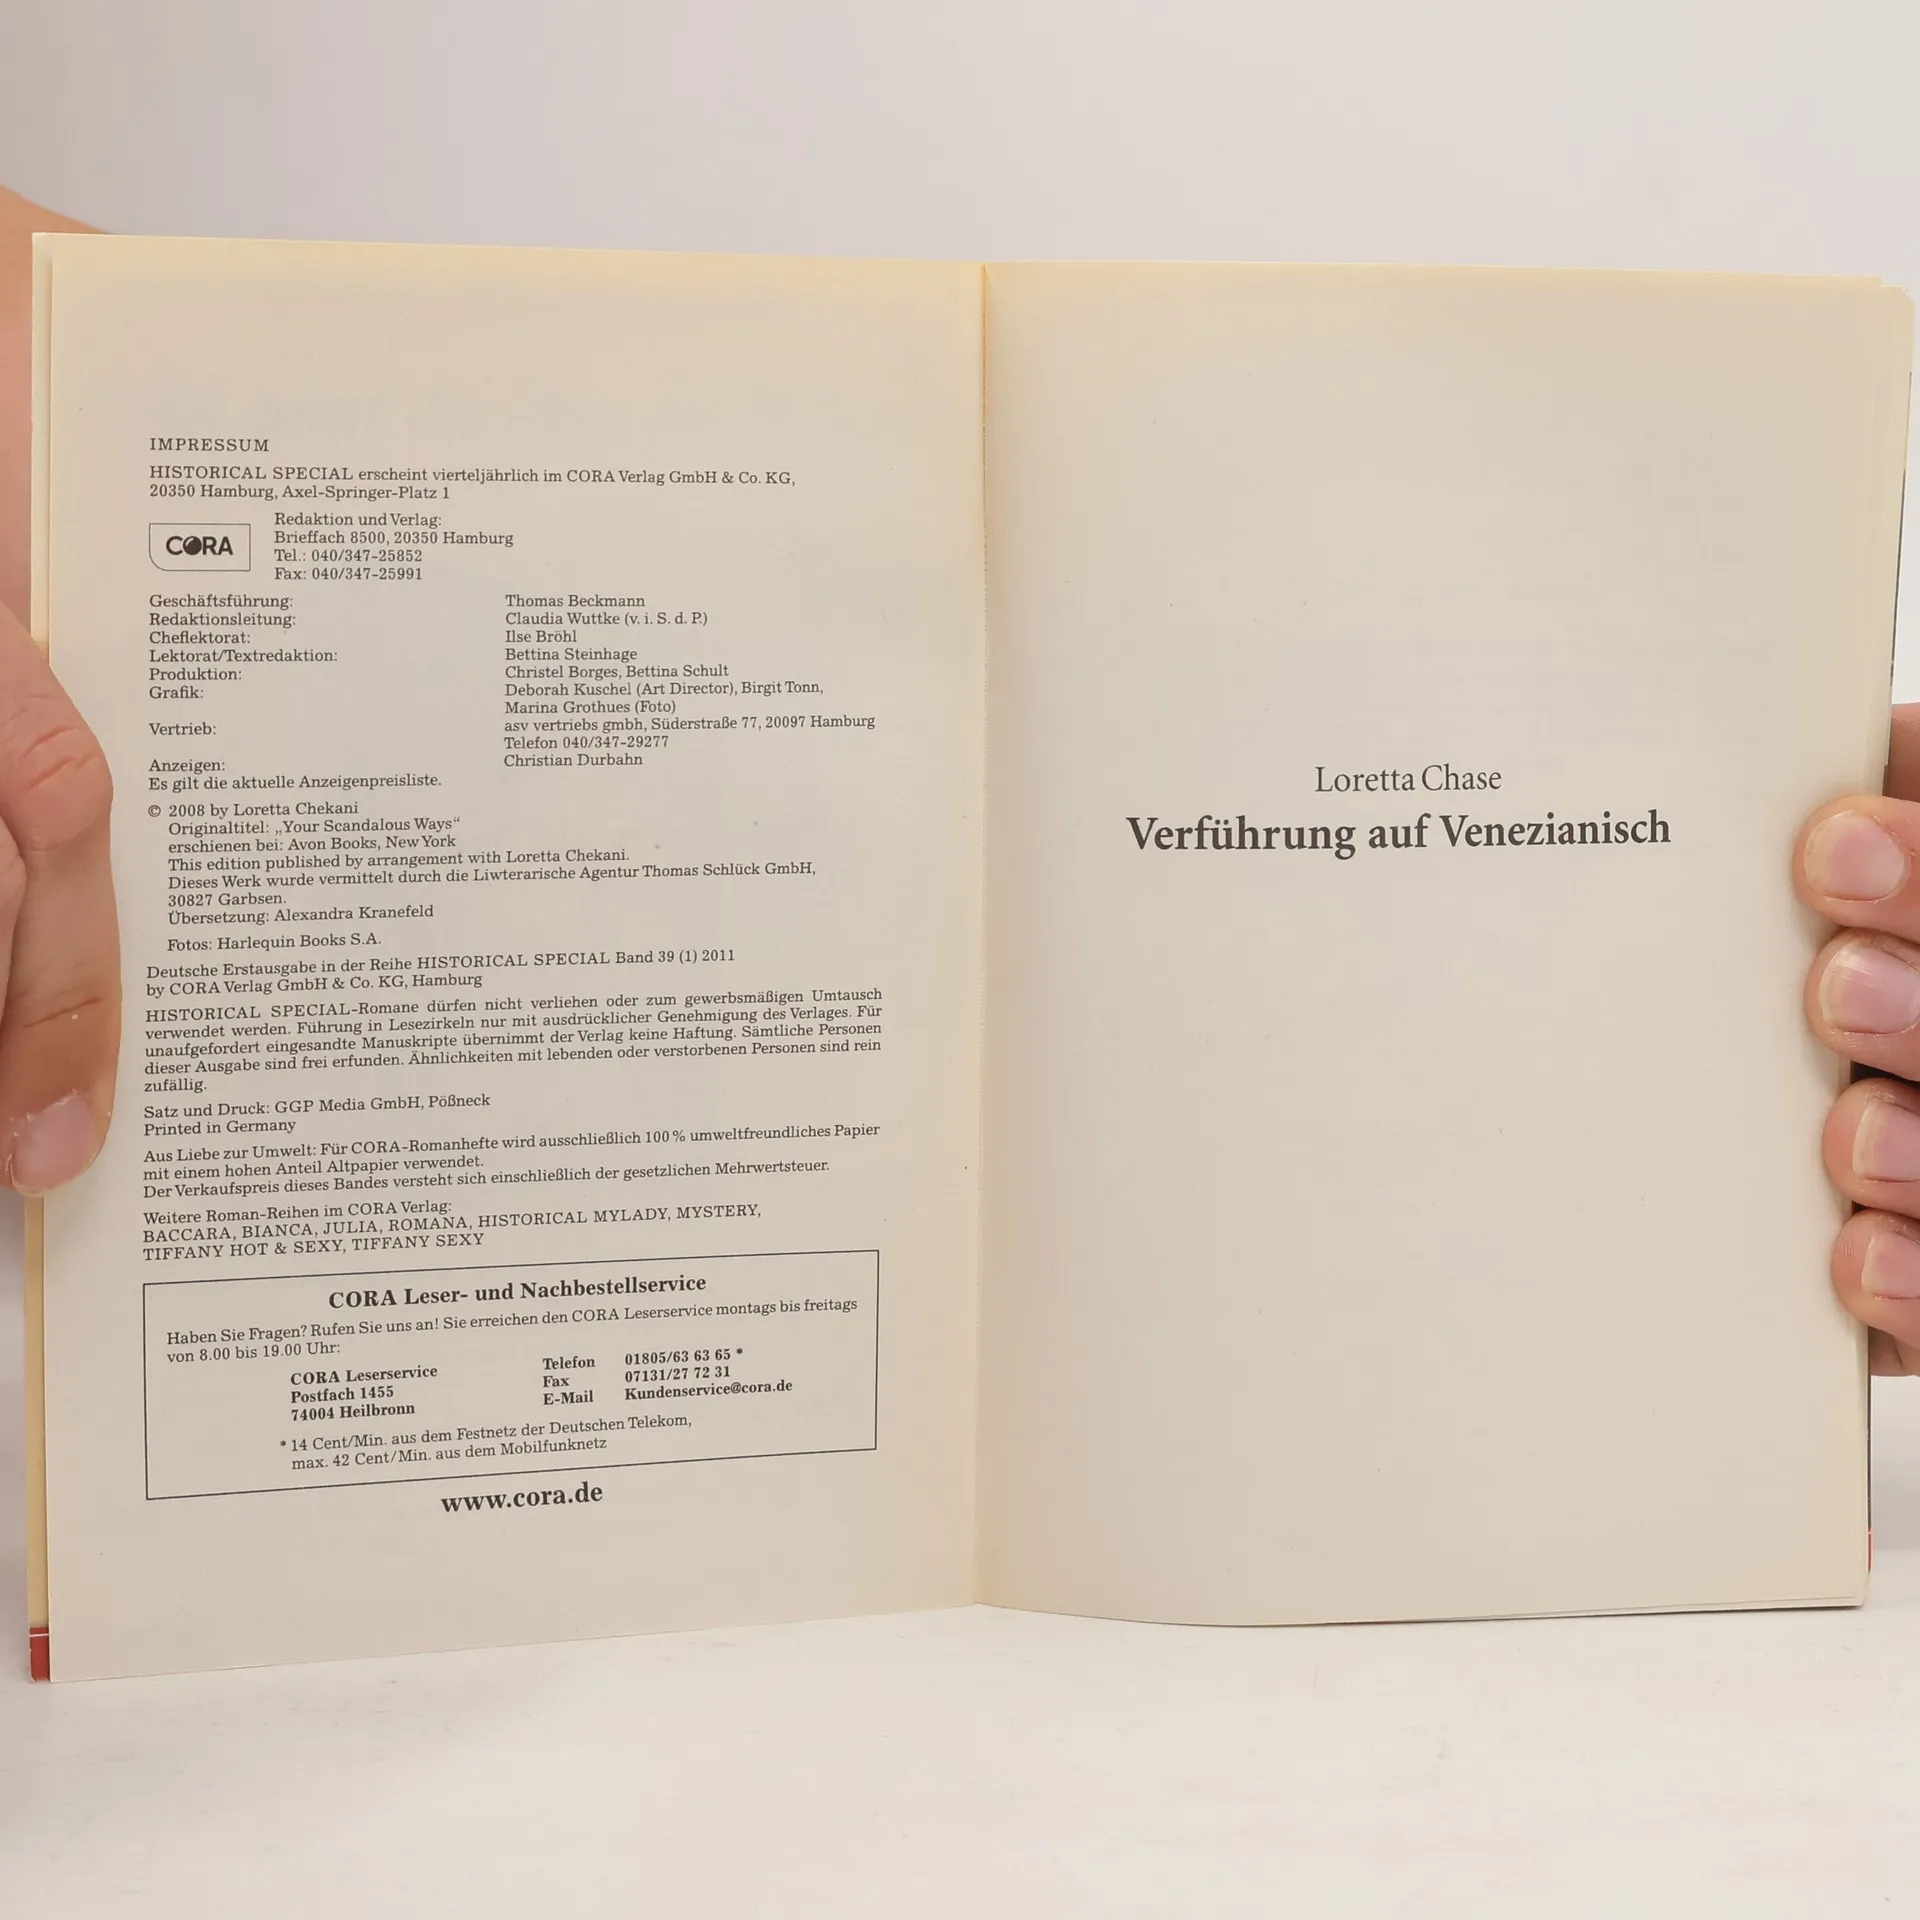 IMPRESSUM
HISTORICAL SPECIAL erscheint vierteljährlich im CORA Verlag GmbH & Co. KG,
20350 Hamburg, Axel-Springer-Platz 1
CORA
Redaktion und Verlag:
Brieffach 8500, 20350 Hamburg
Tel.: 040/347-25852
Fax: 040/347-25991
Geschäftsführung: Thomas Beckmann
Redaktionsleitung: Claudia Wuttke (v. i. S. d. P.)
Cheflektorat: Ilse Bröhl
Lektorat/Textredaktion: Bettina Steinhage
Produktion: Christel Borges, Bettina Schult
Grafik: Deborah Kuschel (Art Director), Birgit Tonn,
Marina Grothues (Foto)
Vertrieb: asv vertriebs gmbh, Süderstraße 77, 20097 Hamburg
Telefon 040/347-29277
Anzeigen: Christian Durbahn
Es gilt die aktuelle Anzeigenpreisliste.
© 2008 by Loretta Chekani
Originaltitel: „Your Scandalous Ways“
erschienen bei: Avon Books, New York
This edition published by arrangement with Loretta Chekani.
Dieses Werk wurde vermittelt durch die Liwterarische Agentur Thomas Schlück GmbH,
30827 Garbsen.
Übersetzung: Alexandra Kranefeld
Fotos: Harlequin Books S.A.
Deutsche Erstausgabe in der Reihe HISTORICAL SPECIAL Band 39 (1) 2011
by CORA Verlag GmbH & Co. KG, Hamburg
HISTORICAL SPECIAL-Romane dürfen nicht verliehen oder zum gewerbsmäßigen Umtausch
verwendet werden. Führung in Lesezirkeln nur mit ausdrücklicher Genehmigung des Verlages. Für
unaufgefordert eingesandte Manuskripte übernimmt der Verlag keine Haftung. Sämtliche Personen
dieser Ausgabe sind frei erfunden. Ähnlichkeiten mit lebenden oder verstorbenen Personen sind rein
zufällig.
Satz und Druck: GGP Media GmbH, Pößneck
Printed in Germany
Aus Liebe zur Umwelt: Für CORA-Romanhefte wird ausschließlich 100 % umweltfreundliches Papier
mit einem hohen Anteil Altpapier verwendet.
Der Verkaufspreis dieses Bandes versteht sich einschließlich der gesetzlichen Mehrwertsteuer.
Weitere Roman-Reihen im CORA Verlag:
BACCARA, BIANCA, JULIA, ROMANA, HISTORICAL MYLADY, MYSTERY,
TIFFANY HOT & SEXY, TIFFANY SEXY
CORA Leser- und Nachbestellservice
Haben Sie Fragen? Rufen Sie uns an! Sie erreichen den CORA Leserservice montags bis freitags
von 8.00 bis 19.00 Uhr:
CORA Leserservice Telefon 01805/63 63 65 *
Postfach 1455 Fax 07131/27 72 31
74004 Heilbronn E-Mail Kundenservice@cora.de
* 14 Cent/Min. aus dem Festnetz der Deutschen Telekom,
max. 42 Cent/Min. aus dem Mobilfunknetz
www.cora.de
Loretta Chase
Verführung auf Venezianisch